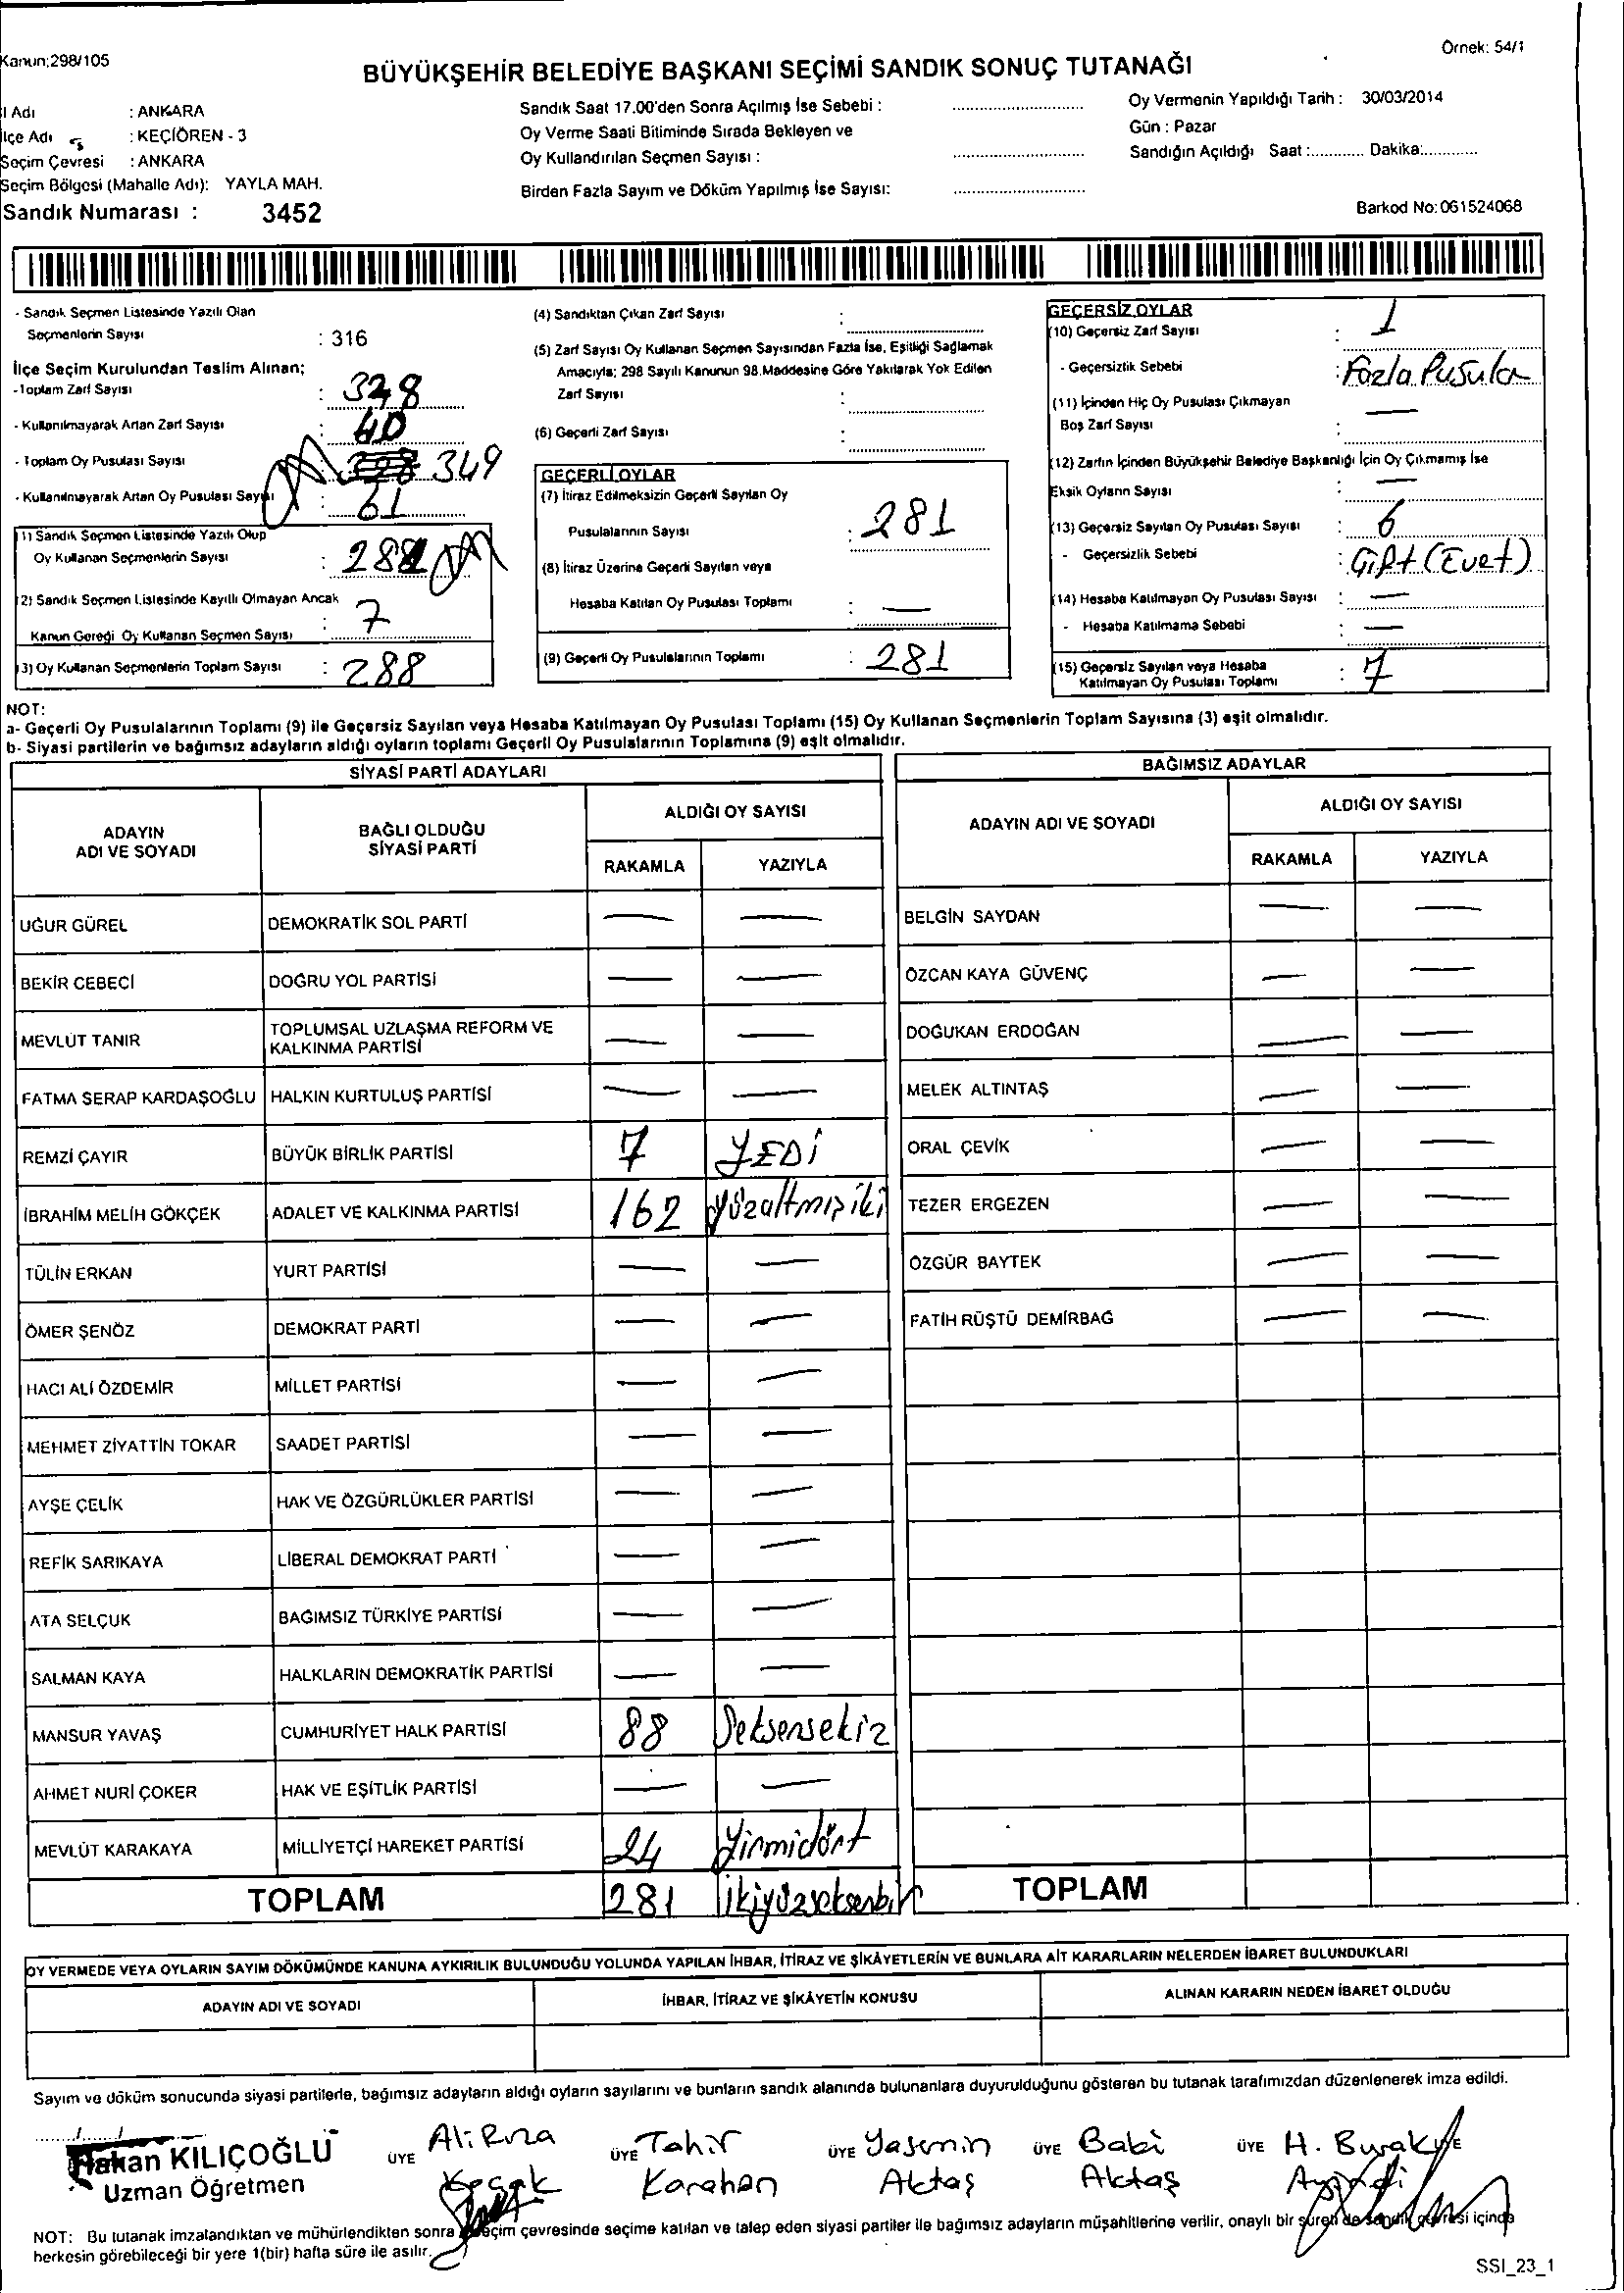 Kanun;298/105
Örnek: 54/1
BÜYÜKŞEHİR BELEDİYE BAŞKANI SEÇİMİ SANDIK SONUÇ TUTANAĞI
İl Adı : ANKARA
İlçe Adı : KEÇİÖREN - 3
Seçim Çevresi : ANKARA
Seçim Bölgesi (Mahalle Adı): YAYLA MAH.
Sandık Numarası : 3452
Sandık Saat 17.00'den Sonra Açılmış İse Sebebi : ............................
Oy Verme Saati Bitiminde Sırada Bekleyen ve
Oy Kullandırılan Seçmen Sayısı : ............................
Birden Fazla Sayım ve Döküm Yapılmış İse Sayısı: ............................
Oy Vermenin Yapıldığı Tarih : 30/03/2014
Gün : Pazar
Sandığın Açıldığı Saat :............ Dakika:............
Barkod No:061524068
- Sandık Seçmen Listesinde Yazılı Olan
Seçmenlerin Sayısı : 316
İlçe Seçim Kurulundan Teslim Alınan;
-Toplam Zarf Sayısı : 328
- Kullanılmayarak Artan Zarf Sayısı : 40
- Toplam Oy Pusulası Sayısı 349
- Kullanılmayarak Artan Oy Pusulası Sayısı : 61
1) Sandık Seçmen Listesinde Yazılı Olup
Oy Kullanan Seçmenlerin Sayısı :
2) Sandık Seçmen Listesinde Kayıtlı Olmayan Ancak
Kanun Gereği Oy Kullanan Seçmen Sayısı : 7
3) Oy Kullanan Seçmenlerin Toplam Sayısı : 288
(4) Sandıktan Çıkan Zarf Sayısı :
(5) Zarf Sayısı Oy Kullanan Seçmen Sayısından Fazla İse, Eşitliği Sağlamak
Amacıyla; 298 Sayılı Kanunun 98.Maddesine Göre Yakılarak Yok Edilen
Zarf Sayısı :
(6) Geçerli Zarf Sayısı :
GEÇERLİ OYLAR
(7) İtiraz Edilmeksizin Geçerli Sayılan Oy
Pusulalarının Sayısı : 281
(8) İtiraz Üzerine Geçerli Sayılan veya
Hesaba Katılan Oy Pusulası Toplamı : —
(9) Geçerli Oy Pusulalarının Toplamı : 281
GEÇERSİZ OYLAR
(10) Geçersiz Zarf Sayısı : 1
- Geçersizlik Sebebi : Fazla Pusula
(11) İçinden Hiç Oy Pusulası Çıkmayan
Boş Zarf Sayısı : —
(12) Zarfın İçinden Büyükşehir Belediye Başkanlığı İçin Oy Çıkmamış İse
Eksik Oyların Sayısı : —
(13) Geçersiz Sayılan Oy Pusulası Sayısı : 6
- Geçersizlik Sebebi : Çift (Evet)
(14) Hesaba Katılmayan Oy Pusulası Sayısı : —
- Hesaba Katılmama Sebebi : —
(15) Geçersiz Sayılan veya Hesaba
Katılmayan Oy Pusulası Toplamı : 7
NOT:
a- Geçerli Oy Pusulalarının Toplamı (9) ile Geçersiz Sayılan veya Hesaba Katılmayan Oy Pusulası Toplamı (15) Oy Kullanan Seçmenlerin Toplam Sayısına (3) eşit olmalıdır.
b- Siyasi partilerin ve bağımsız adayların aldığı oyların toplamı Geçerli Oy Pusulalarının Toplamına (9) eşit olmalıdır.
SİYASİ PARTİ ADAYLARI
ADAYIN ADI VE SOYADI BAĞLI OLDUĞU SİYASİ PARTİ ALDIĞI OY SAYISI
RAKAMLA YAZIYLA
UĞUR GÜREL DEMOKRATİK SOL PARTİ — —
BEKİR CEBECİ DOĞRU YOL PARTİSİ — —
MEVLÜT TANIR TOPLUMSAL UZLAŞMA REFORM VE KALKINMA PARTİSİ — —
FATMA SERAP KARDAŞOĞLU HALKIN KURTULUŞ PARTİSİ — —
REMZİ ÇAYIR BÜYÜK BİRLİK PARTİSİ 7 YEDİ
İBRAHİM MELİH GÖKÇEK ADALET VE KALKINMA PARTİSİ 162 yüzaltmışiki
TÜLİN ERKAN YURT PARTİSİ — —
ÖMER ŞENÖZ DEMOKRAT PARTİ — —
HACI ALİ ÖZDEMİR MİLLET PARTİSİ — —
MEHMET ZİYATTİN TOKAR SAADET PARTİSİ — —
AYŞE ÇELİK HAK VE ÖZGÜRLÜKLER PARTİSİ — —
REFİK SARIKAYA LİBERAL DEMOKRAT PARTİ — —
ATA SELÇUK BAĞIMSIZ TÜRKİYE PARTİSİ — —
SALMAN KAYA HALKLARIN DEMOKRATİK PARTİSİ — —
MANSUR YAVAŞ CUMHURİYET HALK PARTİSİ 88 Seksensekiz
AHMET NURİ ÇOKER HAK VE EŞİTLİK PARTİSİ — —
MEVLÜT KARAKAYA MİLLİYETÇİ HAREKET PARTİSİ 24 Yirmidört
TOPLAM 281 İkiyüzseksenbir
BAĞIMSIZ ADAYLAR
ADAYIN ADI VE SOYADI ALDIĞI OY SAYISI
RAKAMLA YAZIYLA
BELGİN SAYDAN — —
ÖZCAN KAYA GÜVENÇ — —
DOĞUKAN ERDOĞAN — —
MELEK ALTINTAŞ — —
ORAL ÇEVİK — —
TEZER ERGEZEN — —
ÖZGÜR BAYTEK — —
FATİH RÜŞTÜ DEMİRBAĞ — —
TOPLAM
OY VERMEDE VEYA OYLARIN SAYIM DÖKÜMÜNDE KANUNA AYKIRILIK BULUNDUĞU YOLUNDA YAPILAN İHBAR, İTİRAZ VE ŞİKÂYETLERİN VE BUNLARA AİT KARARLARIN NELERDEN İBARET BULUNDUKLARI
ADAYIN ADI VE SOYADI İHBAR, İTİRAZ VE ŞİKÂYETİN KONUSU ALINAN KARARIN NEDEN İBARET OLDUĞU
Sayım ve döküm sonucunda siyasi partilerle, bağımsız adayların aldığı oyların sayılarını ve bunların sandık alanında bulunanlara duyurulduğunu gösteren bu tutanak tarafımızdan düzenlenerek imza edildi.
....../....../......
Hakan KILIÇOĞLU
Uzman Öğretmen
ÜYE Ali Rıza Koçak
ÜYE Tahir Karahan
ÜYE Yasemin Aktaş
ÜYE Baki Aktaş
ÜYE H. Burak
NOT: Bu tutanak imzalandıktan ve mühürlendikten sonra seçim çevresinde seçime katılan ve talep eden siyasi partiler ile bağımsız adayların müşahitlerine verilir, onaylı bir sureti de sandık çevresi içinde
herkesin görebileceği bir yere 1(bir) hafta süre ile asılır.
SSI_23_1